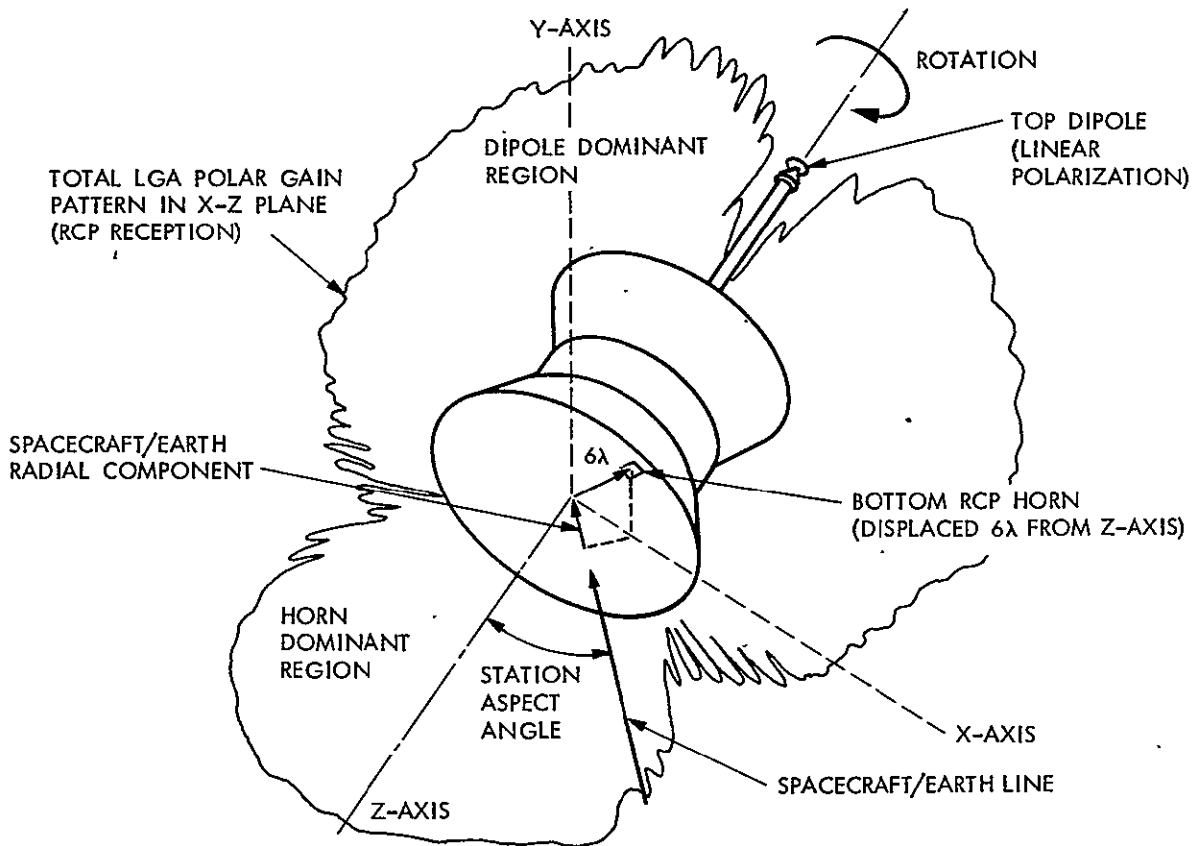 Y-AXIS
ROTATION
DIPOLE DOMINANT
REGION
TOP DIPOLE
(LINEAR
POLARIZATION)
TOTAL LGA POLAR GAIN
PATTERN IN X-Z PLANE
(RCP RECEPTION)
SPACECRAFT/EARTH
RADIAL COMPONENT
6λ
BOTTOM RCP HORN
(DISPLACED 6λ FROM Z-AXIS)
HORN
DOMINANT
REGION
STATION
ASPECT
ANGLE
X-AXIS
SPACECRAFT/EARTH LINE
Z-AXIS